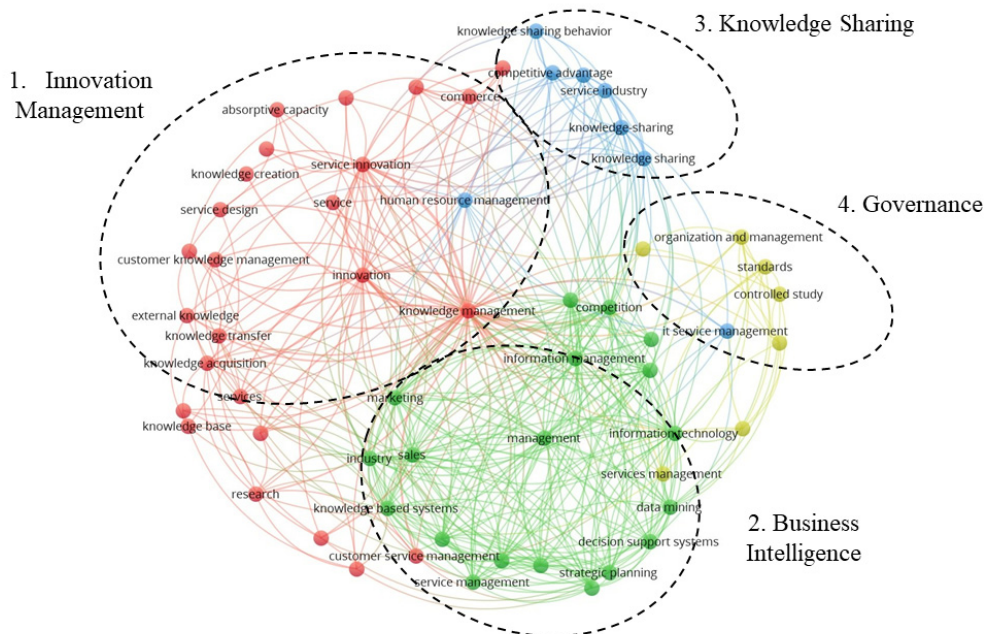 knowledge sharing behavior
3. Knowledge Sharing
1. Innovation
Management
competitive advantage
service industry
commerce
absorptive capacity
knowledge-sharing
knowledge sharing
service innovation
knowledge creation
human resource management
service
service design
4. Governance
organization and management
customer knowledge management
standards
innovation
controlled study
knowledge management
competition
external knowledge
it service management
knowledge transfer
information management
knowledge acquisition
services
marketing
knowledge base
management
information technology
industry
sales
services management
research
knowledge based systems
data mining
2. Business
Intelligence
decision support systems
customer service management
strategic planning
service management